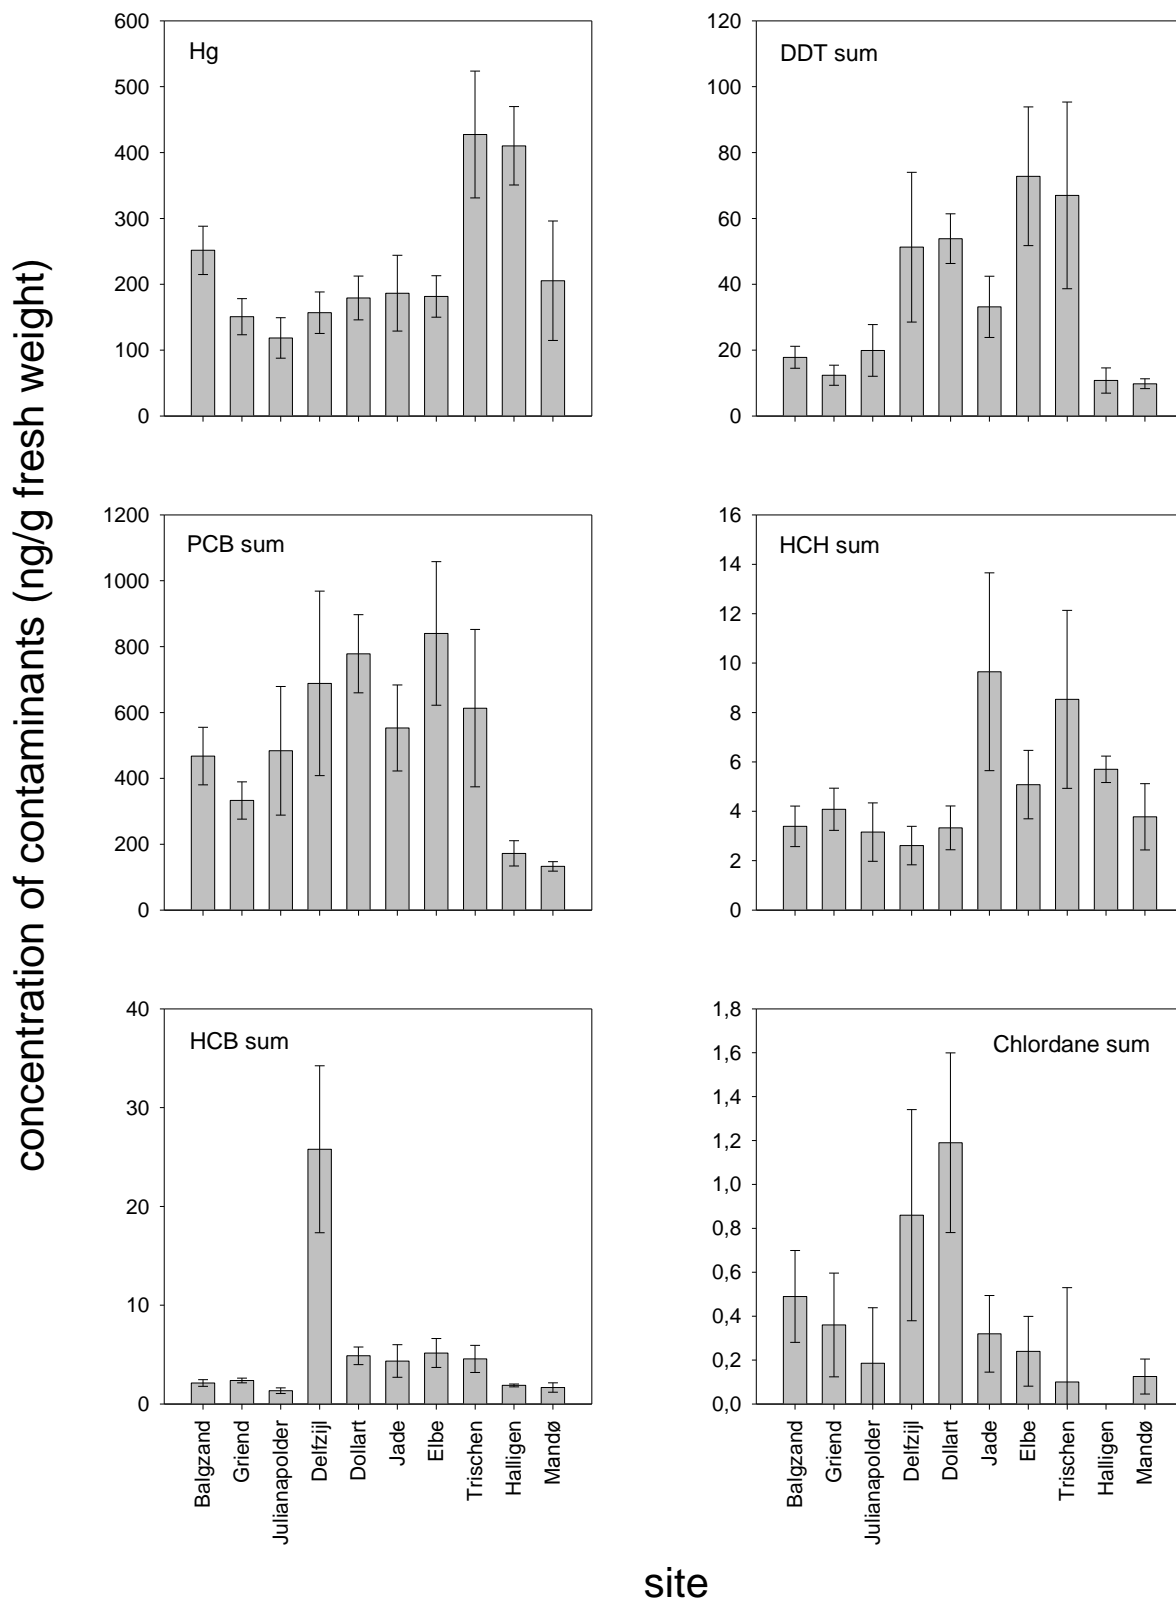 concentration of contaminants (ng/g fresh weight)
Hg
600
500
400
300
200
100
0
DDT sum
120
100
80
60
40
20
0
PCB sum
1200
1000
800
600
400
200
0
HCH sum
16
14
12
10
8
6
4
2
0
HCB sum
40
30
20
10
0
Balgzand
Griend
Julianapolder
Delfzijl
Dollart
Jade
Elbe
Trischen
Halligen
Mandø
Chlordane sum
1,8
1,6
1,4
1,2
1,0
0,8
0,6
0,4
0,2
0,0
Balgzand
Griend
Julianapolder
Delfzijl
Dollart
Jade
Elbe
Trischen
Halligen
Mandø
site